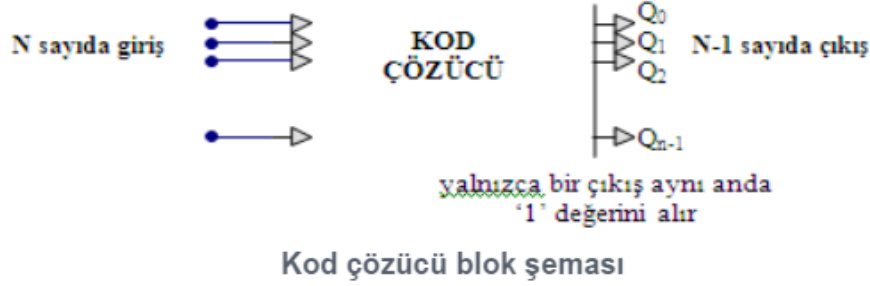 N sayıda giriş
KOD
ÇÖZÜCÜ
Q0
Q1
Q2
Qn-1
N-1 sayıda çıkış
yalnızca bir çıkış aynı anda
‘1’ değerini alır
Kod çözücü blok şeması